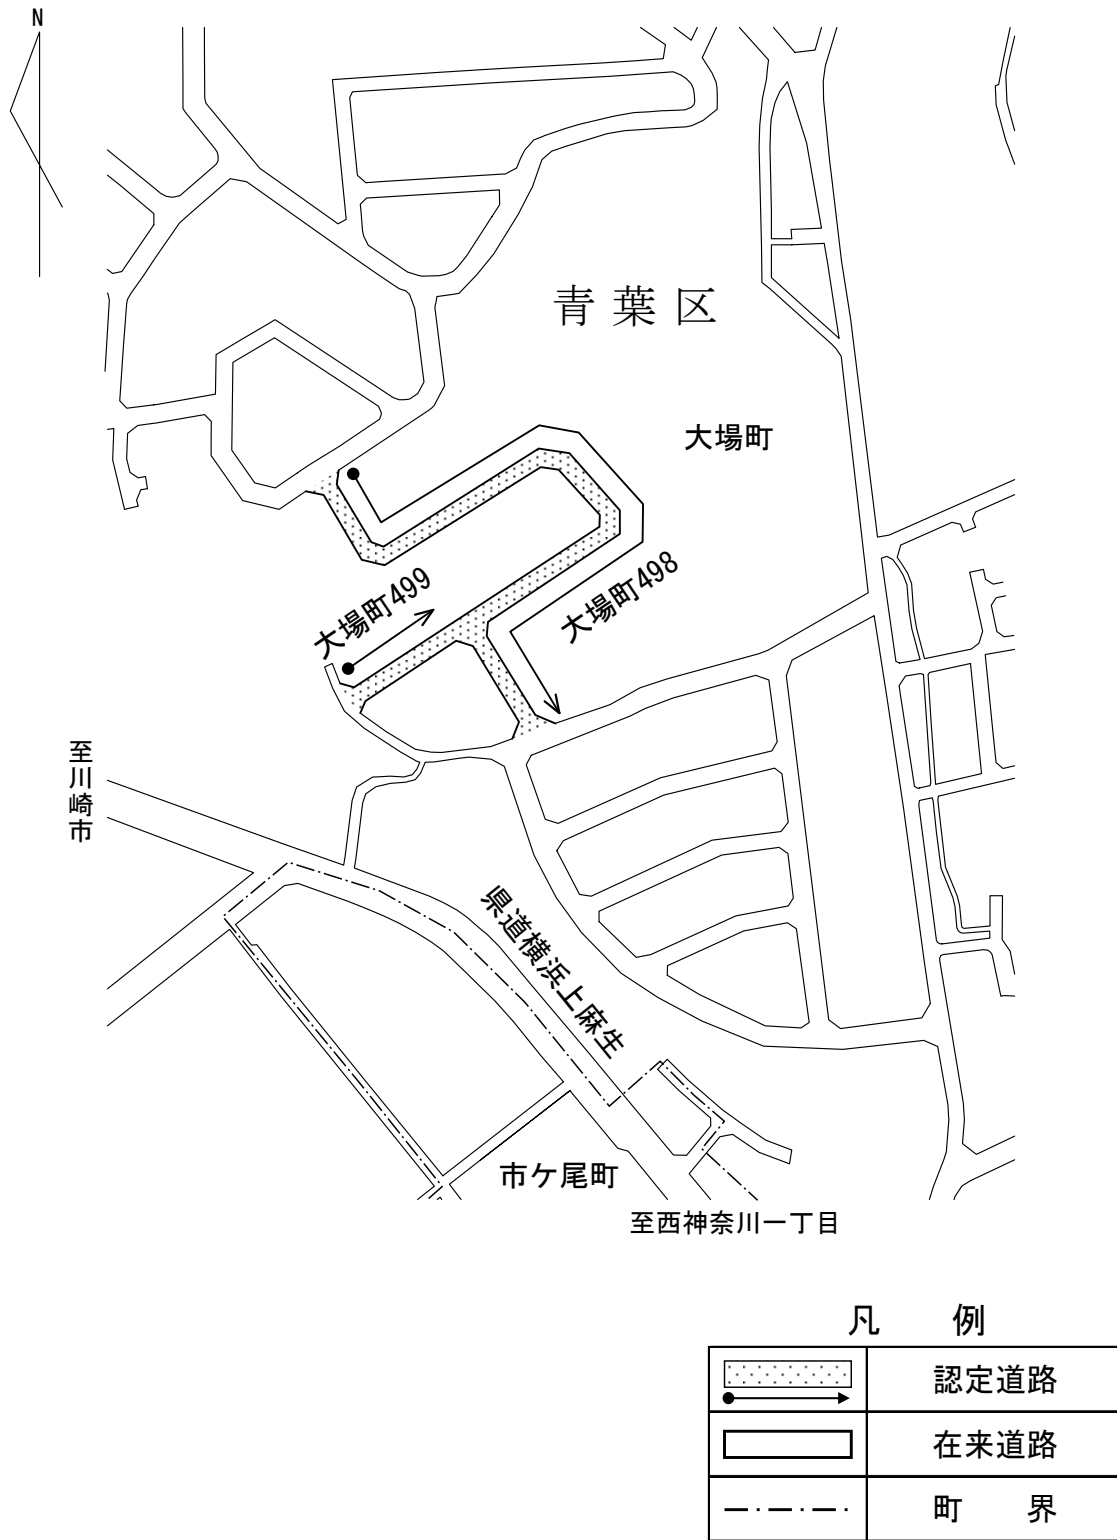 N
青葉区
大場町
大場町499
大場町498
至川崎市
県道横浜上麻生
市ケ尾町
至西神奈川一丁目
凡　例
認定道路
在来道路
町　界